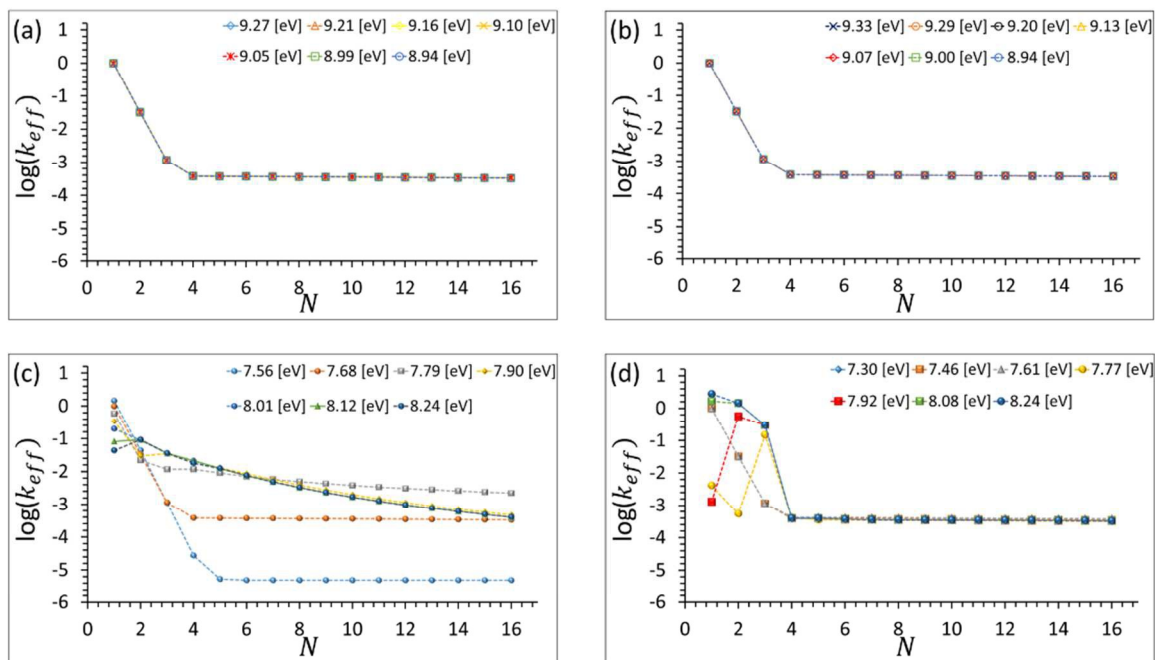 (a)
9.27 [eV] 9.21 [eV] 9.16 [eV] 9.10 [eV]
9.05 [eV] 8.99 [eV] 8.94 [eV]
log(k_eff)
1
0
-1
-2
-3
-4
-5
-6
0 2 4 6 8 10 12 14 16
N
(b)
9.33 [eV] 9.29 [eV] 9.20 [eV] 9.13 [eV]
9.07 [eV] 9.00 [eV] 8.94 [eV]
log(k_eff)
1
0
-1
-2
-3
-4
-5
-6
0 2 4 6 8 10 12 14 16
N
(c)
7.56 [eV] 7.68 [eV] 7.79 [eV] 7.90 [eV]
8.01 [eV] 8.12 [eV] 8.24 [eV]
log(k_eff)
1
0
-1
-2
-3
-4
-5
-6
0 2 4 6 8 10 12 14 16
N
(d)
7.30 [eV] 7.46 [eV] 7.61 [eV] 7.77 [eV]
7.92 [eV] 8.08 [eV] 8.24 [eV]
log(k_eff)
1
0
-1
-2
-3
-4
-5
-6
0 2 4 6 8 10 12 14 16
N